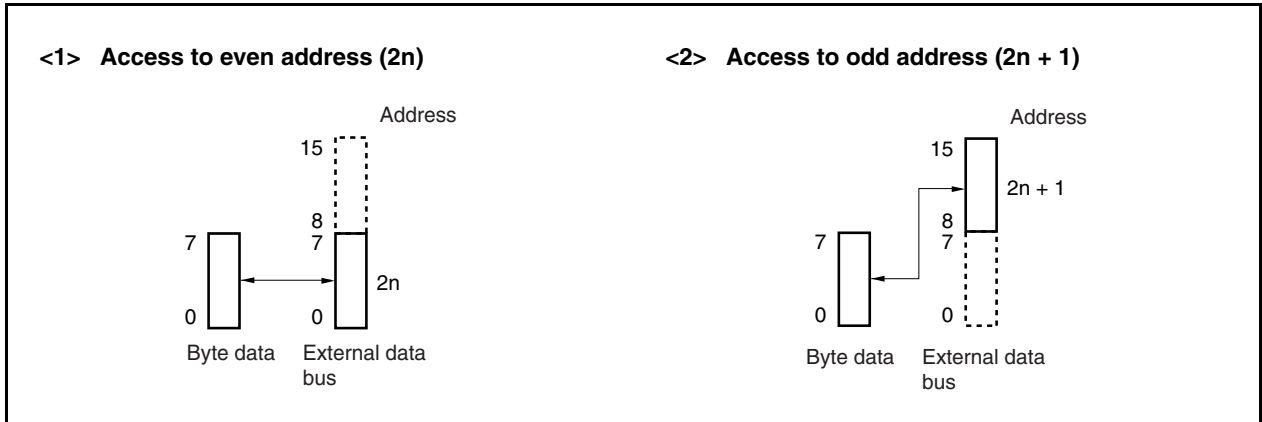 <1> Access to even address (2n)
Address
15
8
7
7
2n
0
0
Byte data
External data
bus
<2> Access to odd address (2n + 1)
Address
15
2n + 1
8
7
7
0
0
Byte data
External data
bus